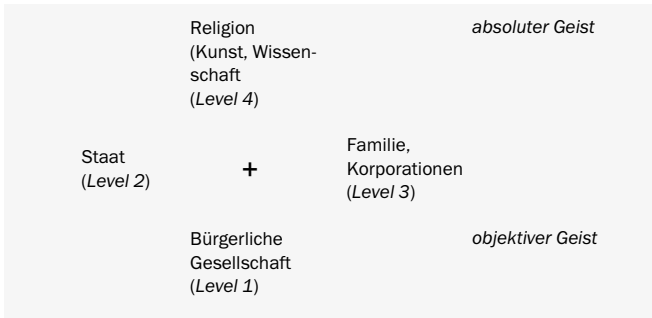 Religion
(Kunst, Wissen-
schaft
(Level 4)
absoluter Geist
Staat
(Level 2)
+
Familie,
Korporationen
(Level 3)
Bürgerliche
Gesellschaft
(Level 1)
objektiver Geist